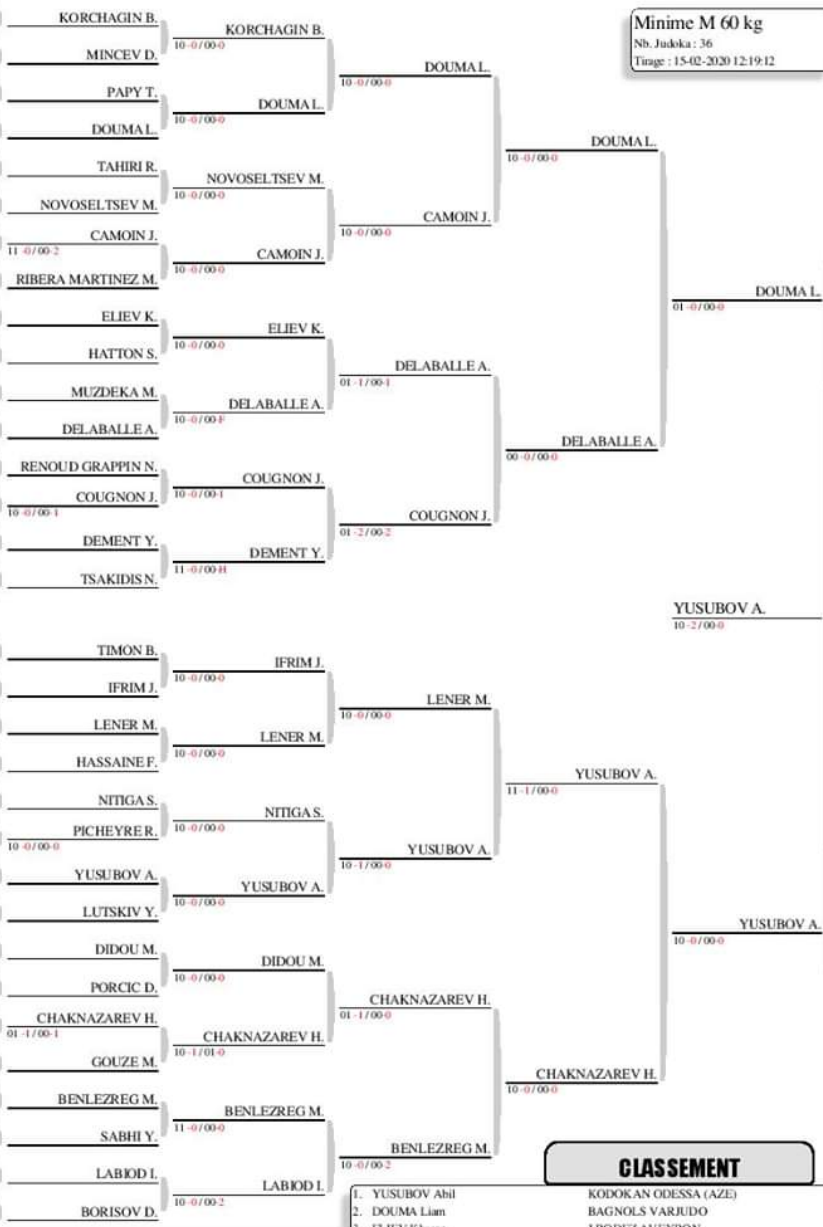 Minime M 60 kg
Nb. Judoka : 36
Tirage : 15-02-2020 12:19:12
KORCHAGIN B.
MINCEV D.
PAPY T.
DOUMA L.
TAHIRI R.
NOVOSELTSEV M.
CAMOIN J.
11-0/00-2
RIBERA MARTINEZ M.
ELIEV K.
HATTON S.
MUZDEKA M.
DELABALLE A.
RENOUD GRAPPIN N.
COUGNON J.
10-0/00-1
DEMENT Y.
TSAKIDIS N.
TIMON B.
IFRIM J.
LENER M.
HASSAINE F.
NITIGA S.
PICHEYRE R.
10-0/00-0
YUSUBOV A.
LUTSKIV Y.
DIDOU M.
PORCIC D.
CHAKNAZAREV H.
01-1/00-1
GOUZE M.
BENLEZREG M.
SABHI Y.
LABIOD I.
BORISOV D.
KORCHAGIN B.
10-0/00-0
DOUMA L.
10-0/00-0
NOVOSELTSEV M.
10-0/00-0
CAMOIN J.
10-0/00-0
ELIEV K.
10-0/00-0
DELABALLE A.
10-0/00-F
COUGNON J.
10-0/00-1
DEMENT Y.
11-0/00-H
IFRIM J.
10-0/00-0
LENER M.
10-0/00-0
NITIGA S.
10-0/00-0
YUSUBOV A.
10-0/00-0
DIDOU M.
10-0/00-0
CHAKNAZAREV H.
10-1/01-0
BENLEZREG M.
11-0/00-0
LABIOD I.
10-0/00-2
DOUMA L.
10-0/00-0
CAMOIN J.
10-0/00-0
DELABALLE A.
01-1/00-1
COUGNON J.
01-2/00-2
LENER M.
10-0/00-0
YUSUBOV A.
10-1/00-0
CHAKNAZAREV H.
01-1/00-0
BENLEZREG M.
10-0/00-2
DOUMA L.
10-0/00-0
DELABALLE A.
00-0/00-0
YUSUBOV A.
11-1/00-0
CHAKNAZAREV H.
10-0/00-0
DOUMA L.
01-0/00-0
YUSUBOV A.
10-0/00-0
YUSUBOV A.
10-2/00-0
CLASSEMENT
1. YUSUBOV Abil KODOKAN ODESSA (AZE)
2. DOUMA Liam BAGNOLS VARJUDO